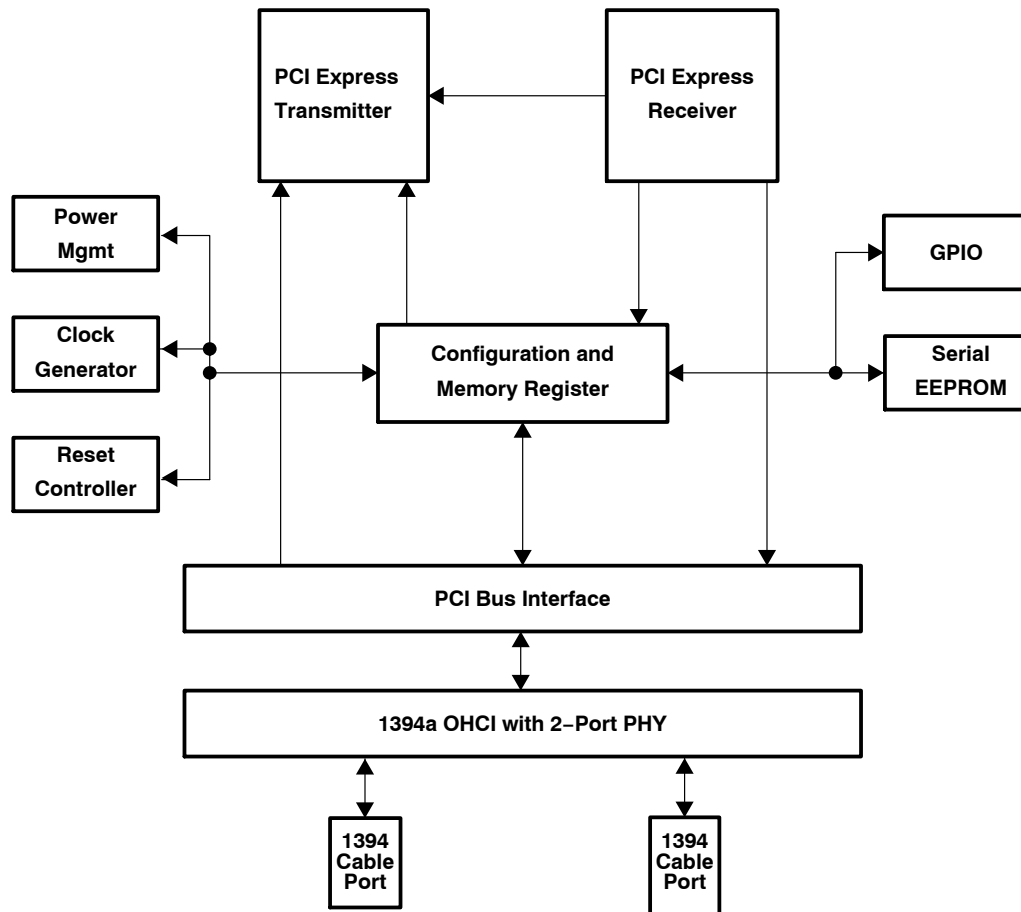 PCI Express
Transmitter
PCI Express
Receiver
Power
Mgmt
GPIO
Clock
Generator
Configuration and
Memory Register
Serial
EEPROM
Reset
Controller
PCI Bus Interface
1394a OHCI with 2−Port PHY
1394
Cable
Port
1394
Cable
Port